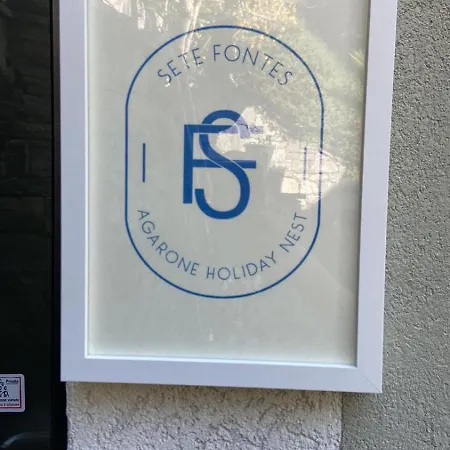 SETE FONTES
FS
AGARONE HOLIDAY NEST